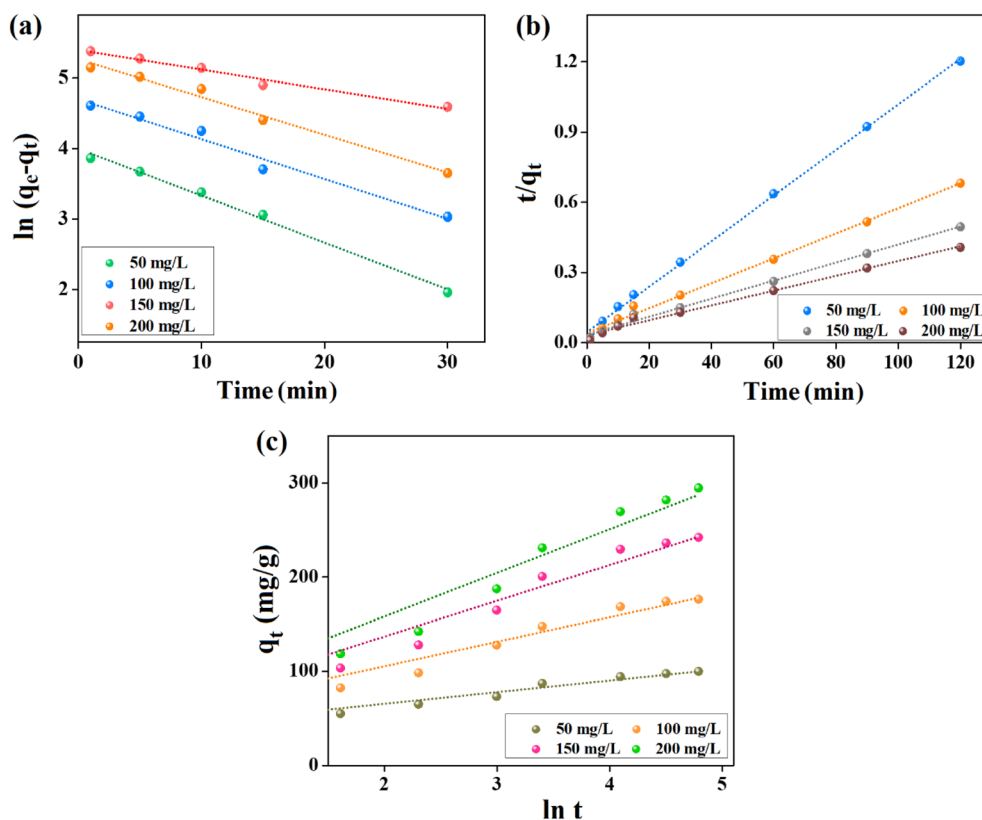 (a)
ln (qe-qt)
5
4
3
2
50 mg/L
100 mg/L
150 mg/L
200 mg/L
0 10 20 30
Time (min)
(b)
t/qt
1.2
0.9
0.6
0.3
0.0
50 mg/L 100 mg/L
150 mg/L 200 mg/L
0 20 40 60 80 100 120
Time (min)
(c)
qt (mg/g)
300
200
100
0
50 mg/L 100 mg/L
150 mg/L 200 mg/L
2 3 4 5
ln t